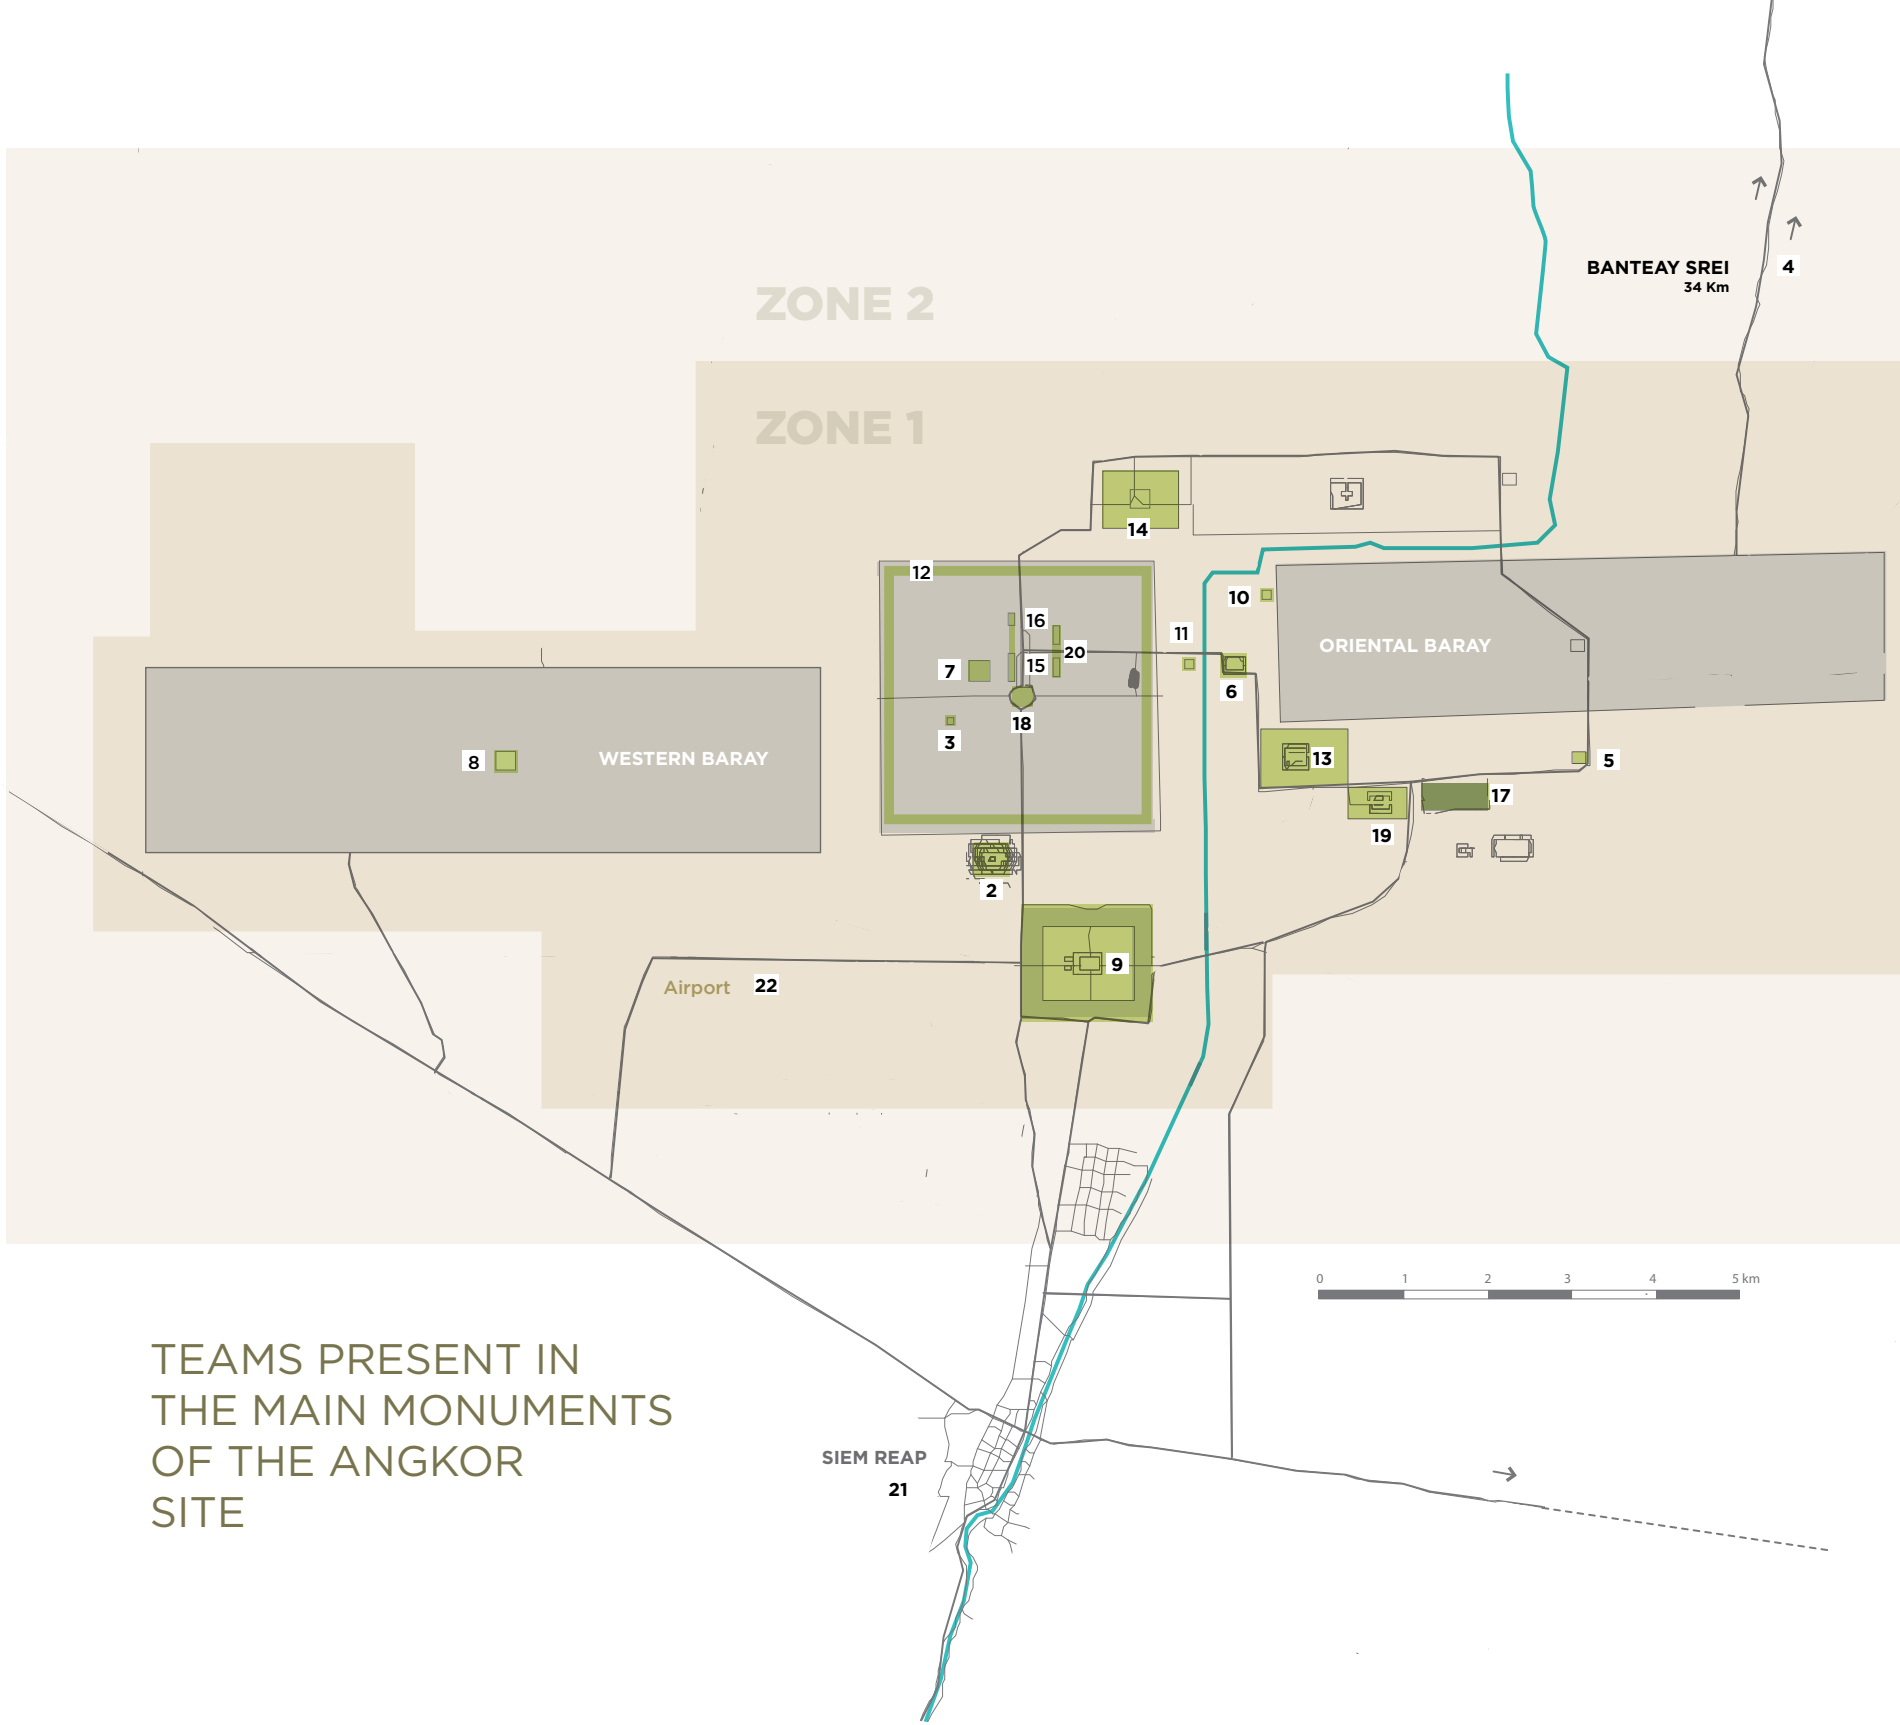 BANTEAY SREI
34 Km
4
ZONE 2
ZONE 1
14
12
10
16
11
20
ORIENTAL BARAY
7
15
6
18
3
8
WESTERN BARAY
13
5
17
19
2
9
Airport
22
0 1 2 3 4 5 km
TEAMS PRESENT IN
THE MAIN MONUMENTS
OF THE ANGKOR
SITE
SIEM REAP
21